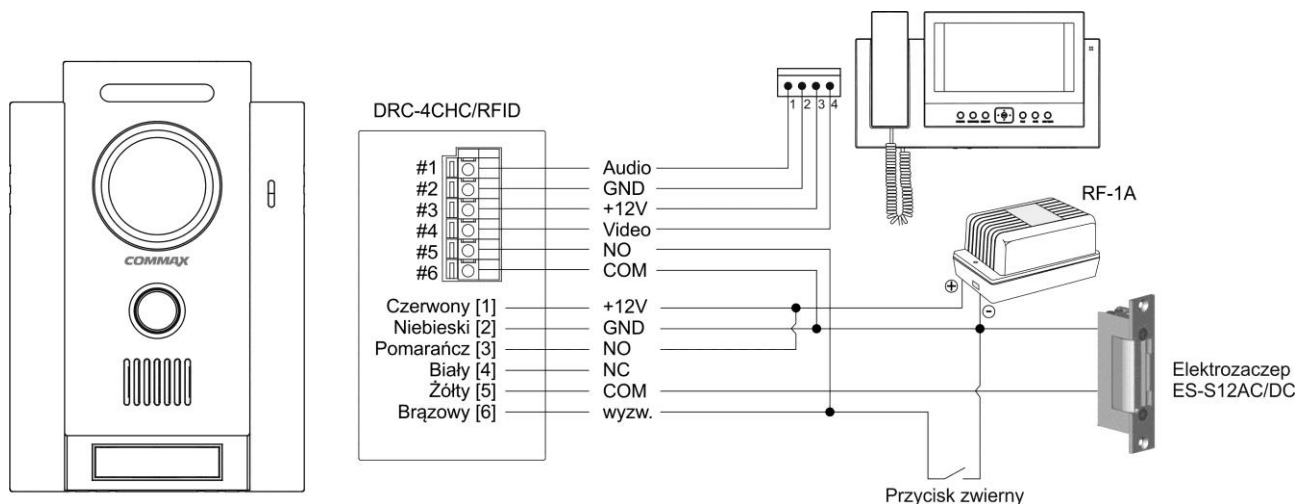 COMMAX
DRC-4CHC/RFID
1 2 3 4
#1 Audio
#2 GND
#3 +12V
#4 Video
#5 NO
#6 COM
Czerwony [1] +12V
Niebieski [2] GND
Pomarańcz [3] NO
Biały [4] NC
Żółty [5] COM
Brązowy [6] wyzw.
RF-1A
+
−
Elektrozaczep
ES-S12AC/DC
Przycisk zwierny